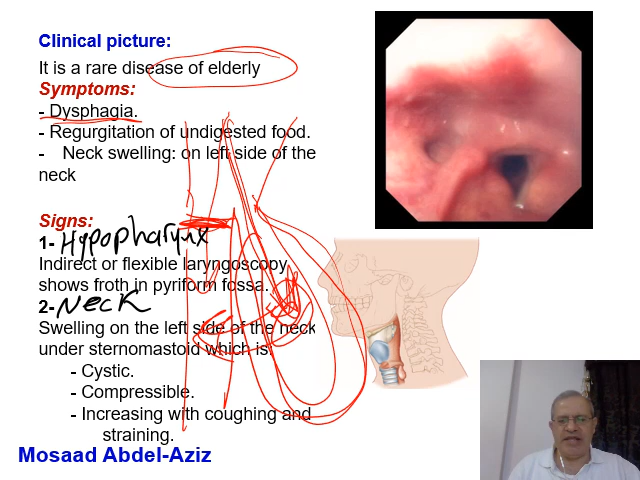 Clinical picture:
It is a rare disease of elderly
Symptoms:
- Dysphagia.
- Regurgitation of undigested food.
- Neck swelling: on left side of the
neck
Signs:
1- Hypopharynx
Indirect or flexible laryngoscopy
shows froth in pyriform fossa.
2- Neck
Swelling on the left side of the neck
under sternomastoid which is:
- Cystic.
- Compressible.
- Increasing with coughing and
straining.
Mosaad Abdel-Aziz